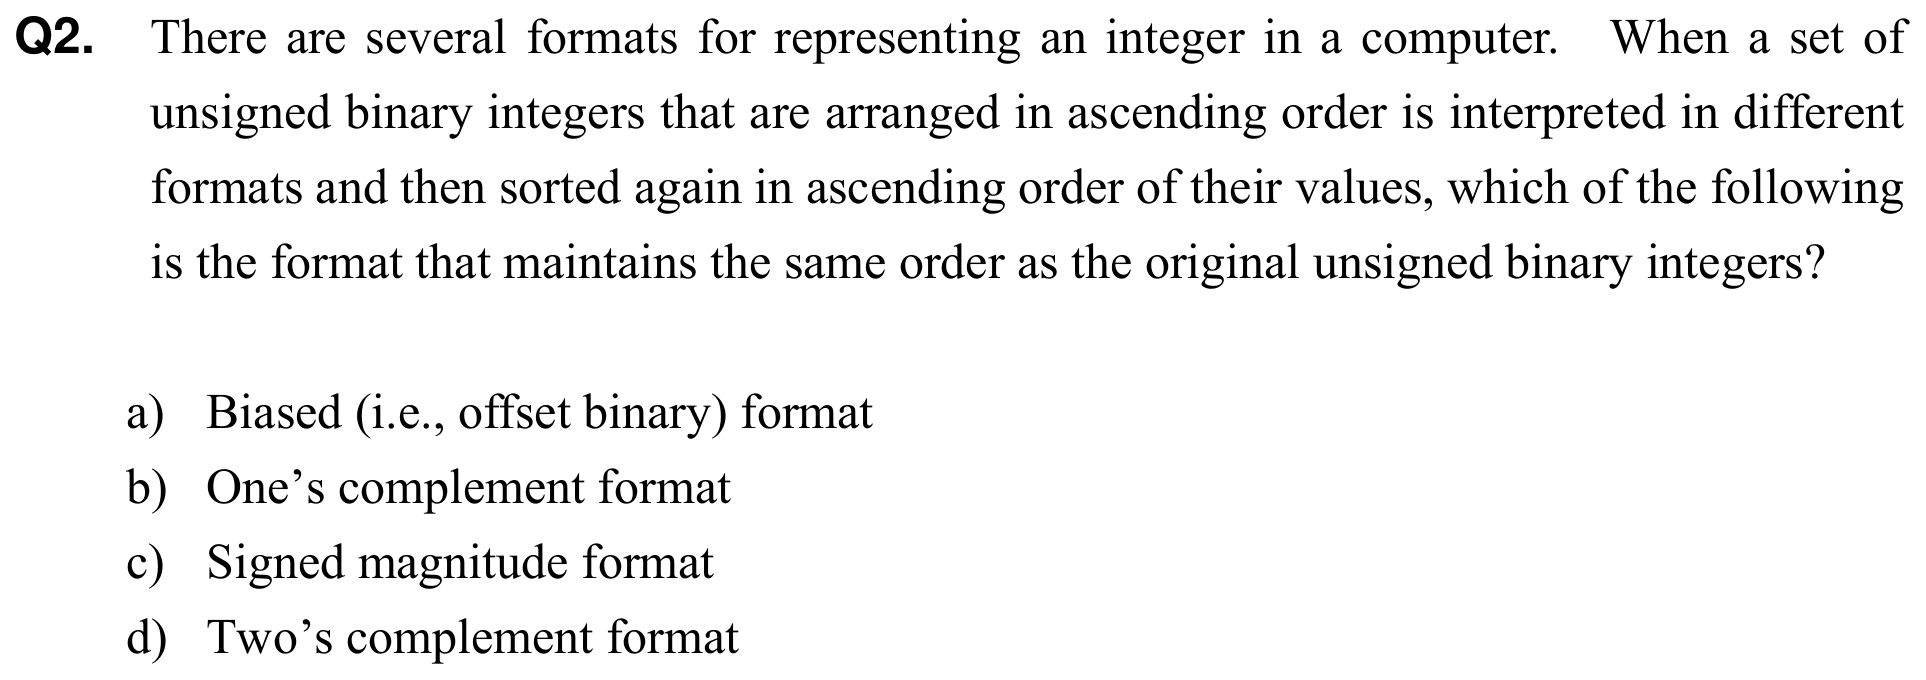 Q2. There are several formats for representing an integer in a computer. When a set of
unsigned binary integers that are arranged in ascending order is interpreted in different
formats and then sorted again in ascending order of their values, which of the following
is the format that maintains the same order as the original unsigned binary integers?
a) Biased (i.e., offset binary) format
b) One’s complement format
c) Signed magnitude format
d) Two’s complement format